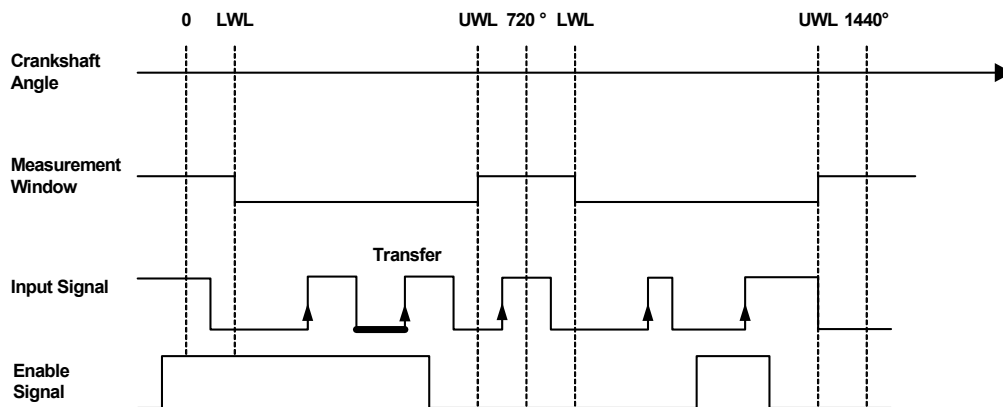 0 LWL UWL 720 ° LWL UWL 1440°
Crankshaft
Angle
Measurement
Window
Transfer
Input Signal
Enable
Signal